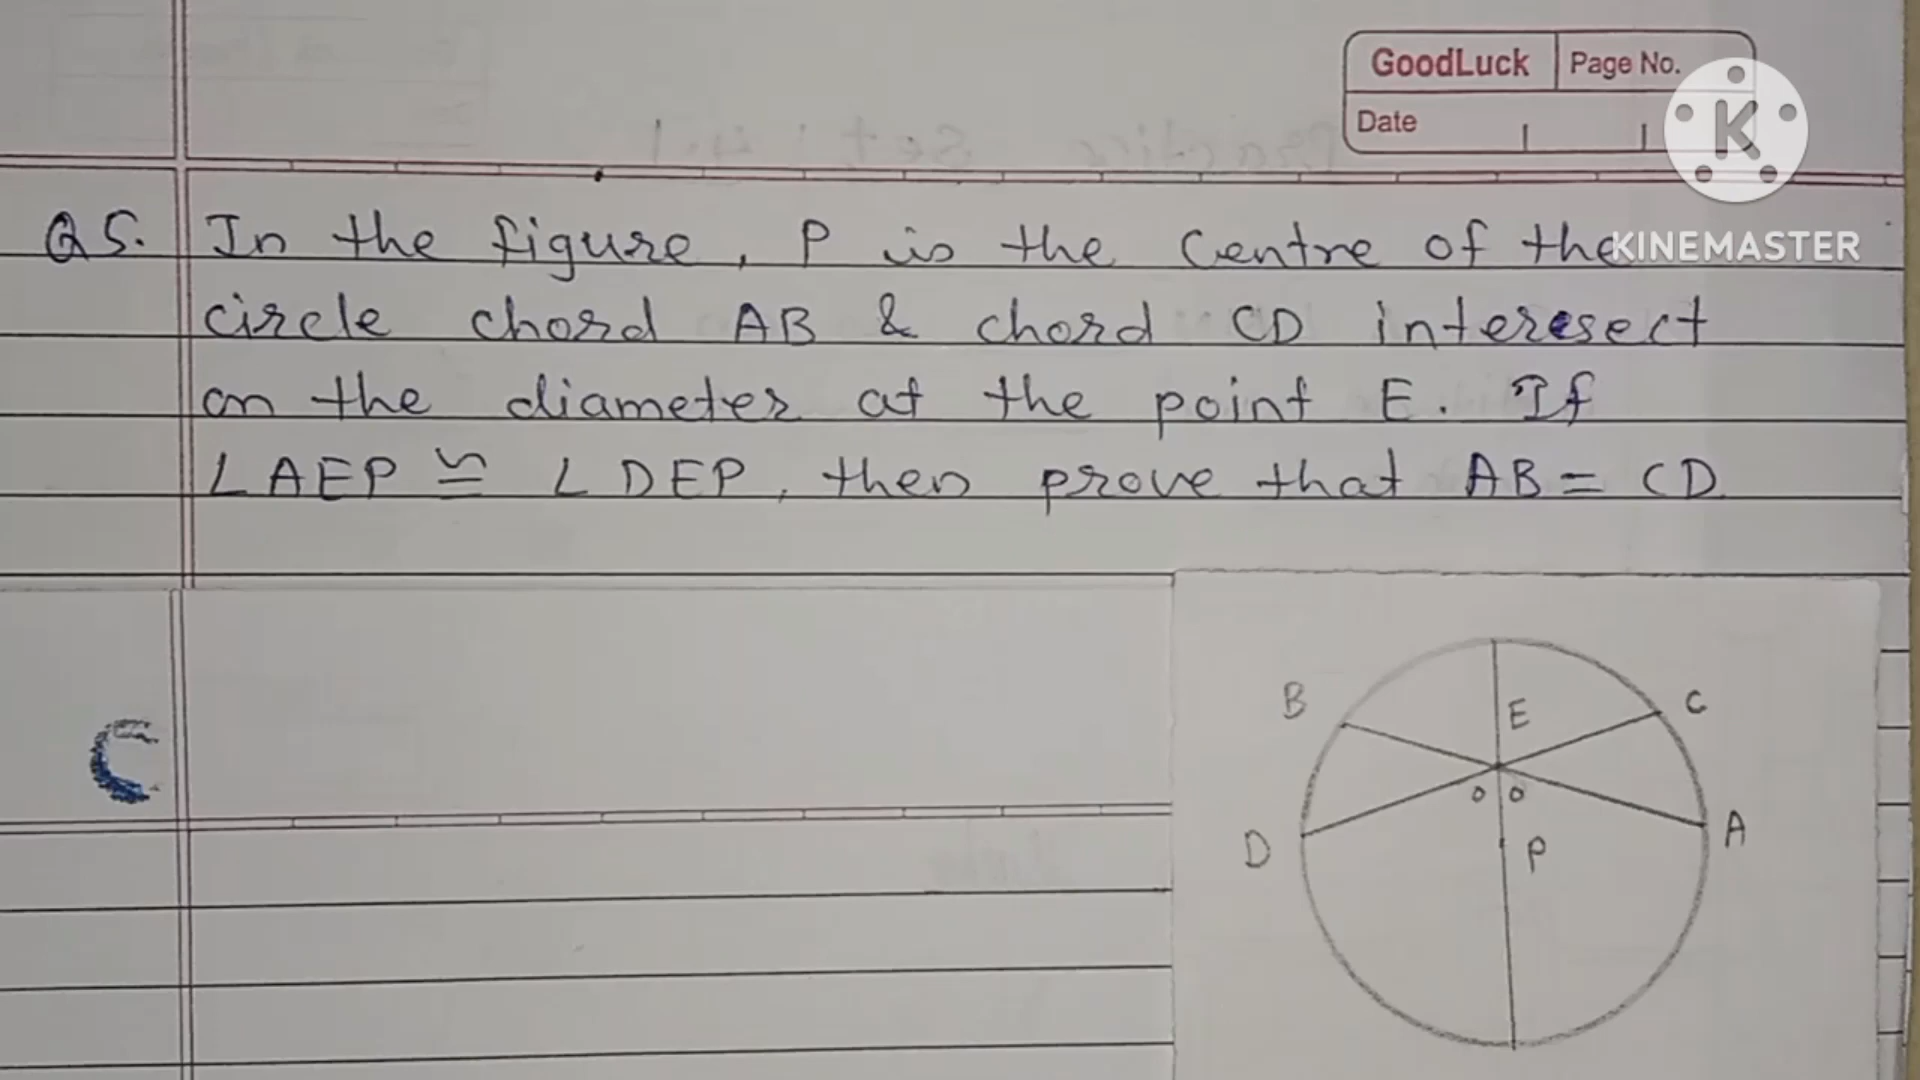 GoodLuck Page No.
Date
K
KINEMASTER
Q5. In the figure, P is the Centre of the
circle chord AB & chord CD interesect
on the diameter at the point E. If
∠AEP ≅ ∠DEP, then prove that AB = CD
B E C
D P A
C